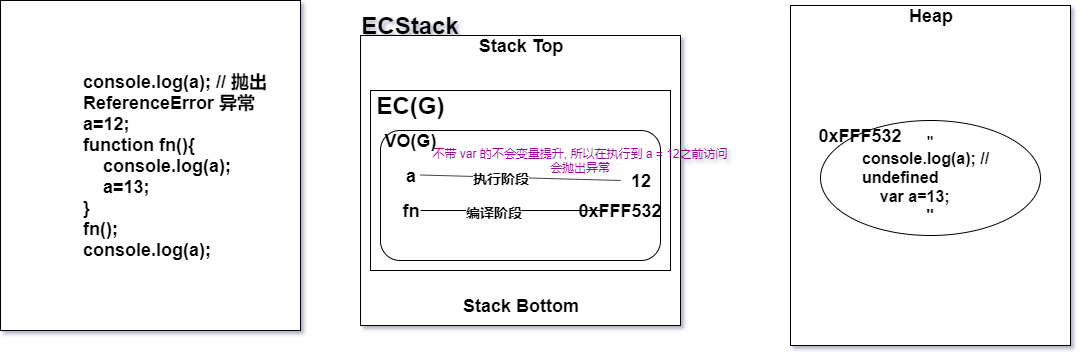 console.log(a); // 抛出
ReferenceError 异常
a=12;
function fn(){
console.log(a);
a=13;
}
fn();
console.log(a);
ECStack
Stack Top
EC(G)
VO(G)
不带 var 的不会变量提升, 所以在执行到 a = 12之前访问
会抛出异常
a 执行阶段 12
fn 编译阶段 0xFFF532
Stack Bottom
Heap
0xFFF532
"
console.log(a); //
undefined
var a=13;
"